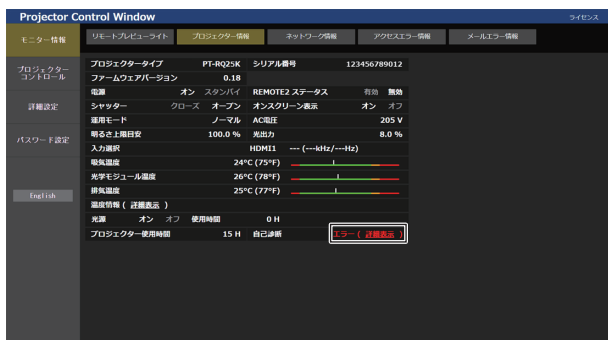 Projector Control Window ライセンス
モニター情報 リモートプレビューライト プロジェクター情報 ネットワーク情報 アクセスエラー情報 メールエラー情報
プロジェクター
コントロール
詳細設定
パスワード設定
English
プロジェクタータイプ PT-RQ25K シリアル番号 123456789012
ファームウェアバージョン 0.18
電源 オン スタンバイ REMOTE2 ステータス 有効 無効
シャッター クローズ オープン オンスクリーン表示 オン オフ
運用モード ノーマル AC電圧 205 V
明るさ上限目安 100.0 % 光出力 8.0 %
入力選択 HDMI1 --- (---kHz/---Hz)
吸気温度 24°C (75°F)
光学モジュール温度 26°C (78°F)
排気温度 25°C (77°F)
温度情報 ( 詳細表示 )
光源 オン オフ 使用時間 0 H
プロジェクター使用時間 15 H 自己診断 エラー ( 詳細表示 )